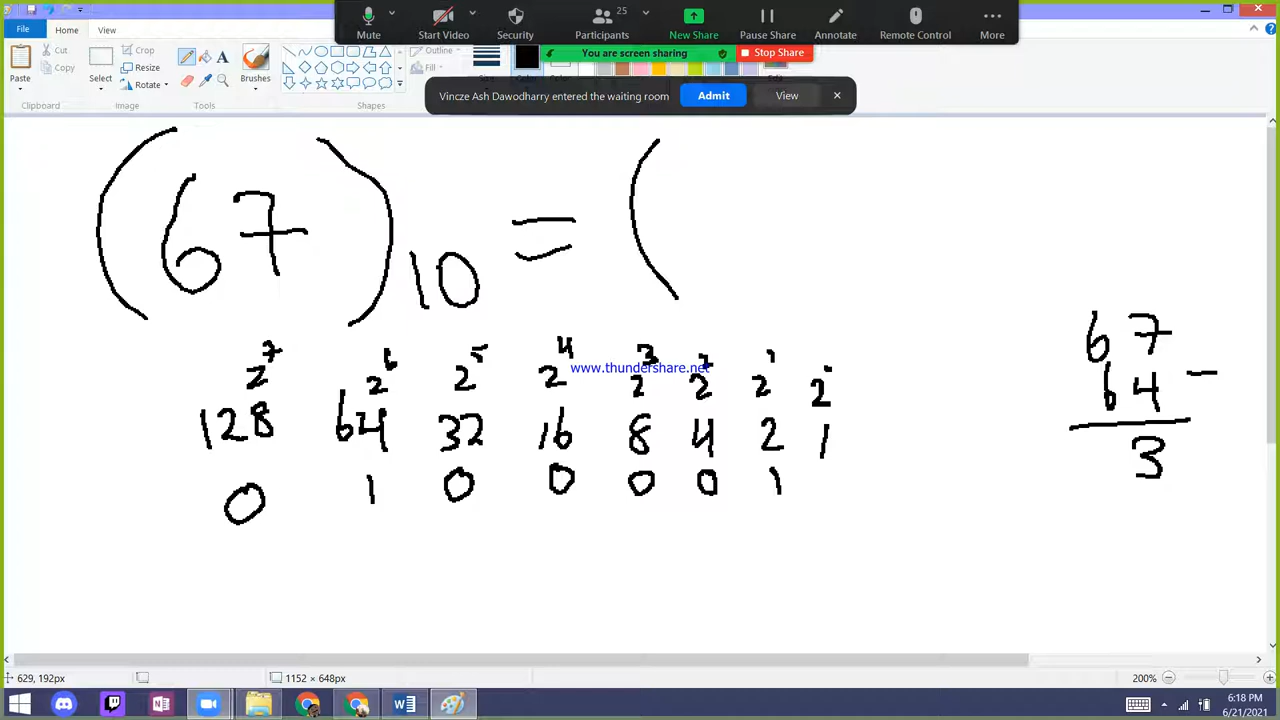 25
Mute Start Video Security Participants New Share Pause Share Annotate Remote Control More
File Home View
You are screen sharing Stop Share
Paste Cut Copy Select Crop Resize Rotate Brushes Outline Fill
Clipboard Image Tools Shapes
Vincze Ash Dawodharry entered the waiting room Admit View
(67)10 = (
2^7 2^6 2^5 2^4 2^3 2^2 2^1 2^0
www.thundershare.net
128 64 32 16 8 4 2 1
0 1 0 0 0 0 1
67
64 −
3
629, 192px 1152 × 648px 200%
6:18 PM
6/21/2021